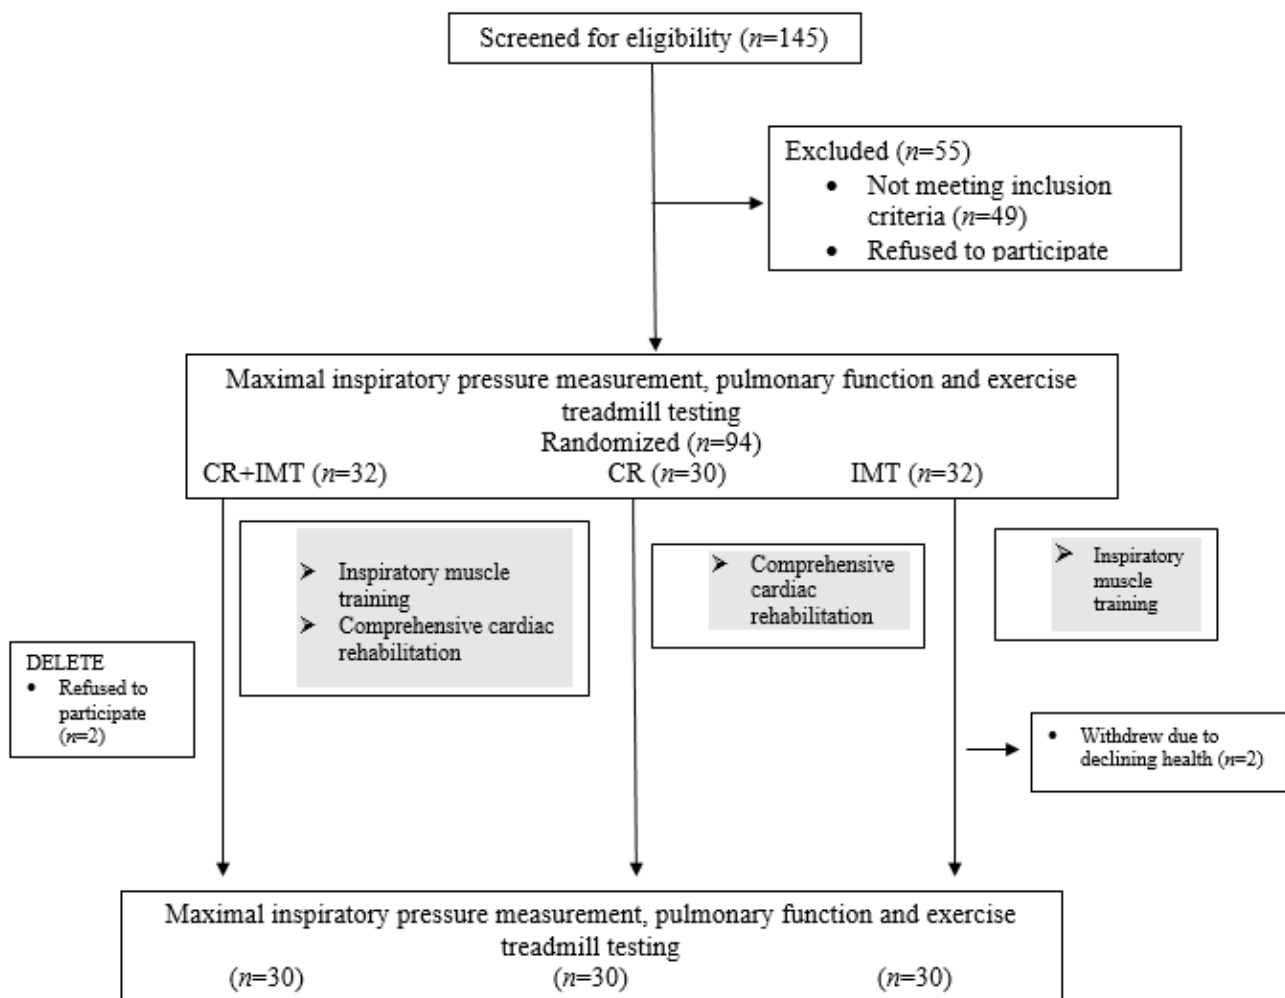 Screened for eligibility (n=145)
Excluded (n=55)
• Not meeting inclusion
criteria (n=49)
• Refused to participate
Maximal inspiratory pressure measurement, pulmonary function and exercise
treadmill testing
Randomized (n=94)
CR+IMT (n=32) CR (n=30) IMT (n=32)
➢ Inspiratory muscle
training
➢ Comprehensive cardiac
rehabilitation
➢ Comprehensive
cardiac
rehabilitation
➢ Inspiratory
muscle
training
DELETE
• Refused to
participate
(n=2)
• Withdrew due to
declining health (n=2)
Maximal inspiratory pressure measurement, pulmonary function and exercise
treadmill testing
(n=30) (n=30) (n=30)